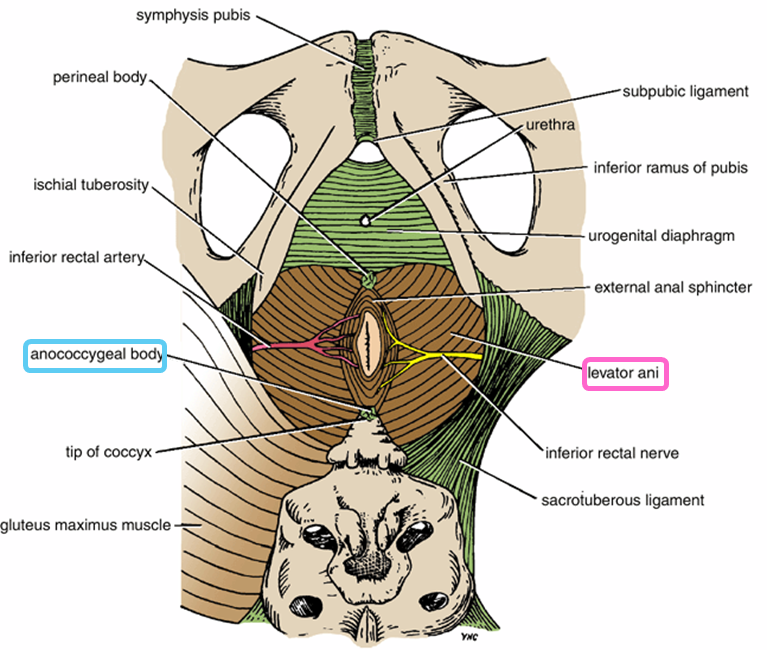 symphysis pubis
perineal body
subpubic ligament
urethra
inferior ramus of pubis
ischial tuberosity
urogenital diaphragm
inferior rectal artery
external anal sphincter
anococcygeal body
levator ani
tip of coccyx
inferior rectal nerve
sacrotuberous ligament
gluteus maximus muscle
YNC